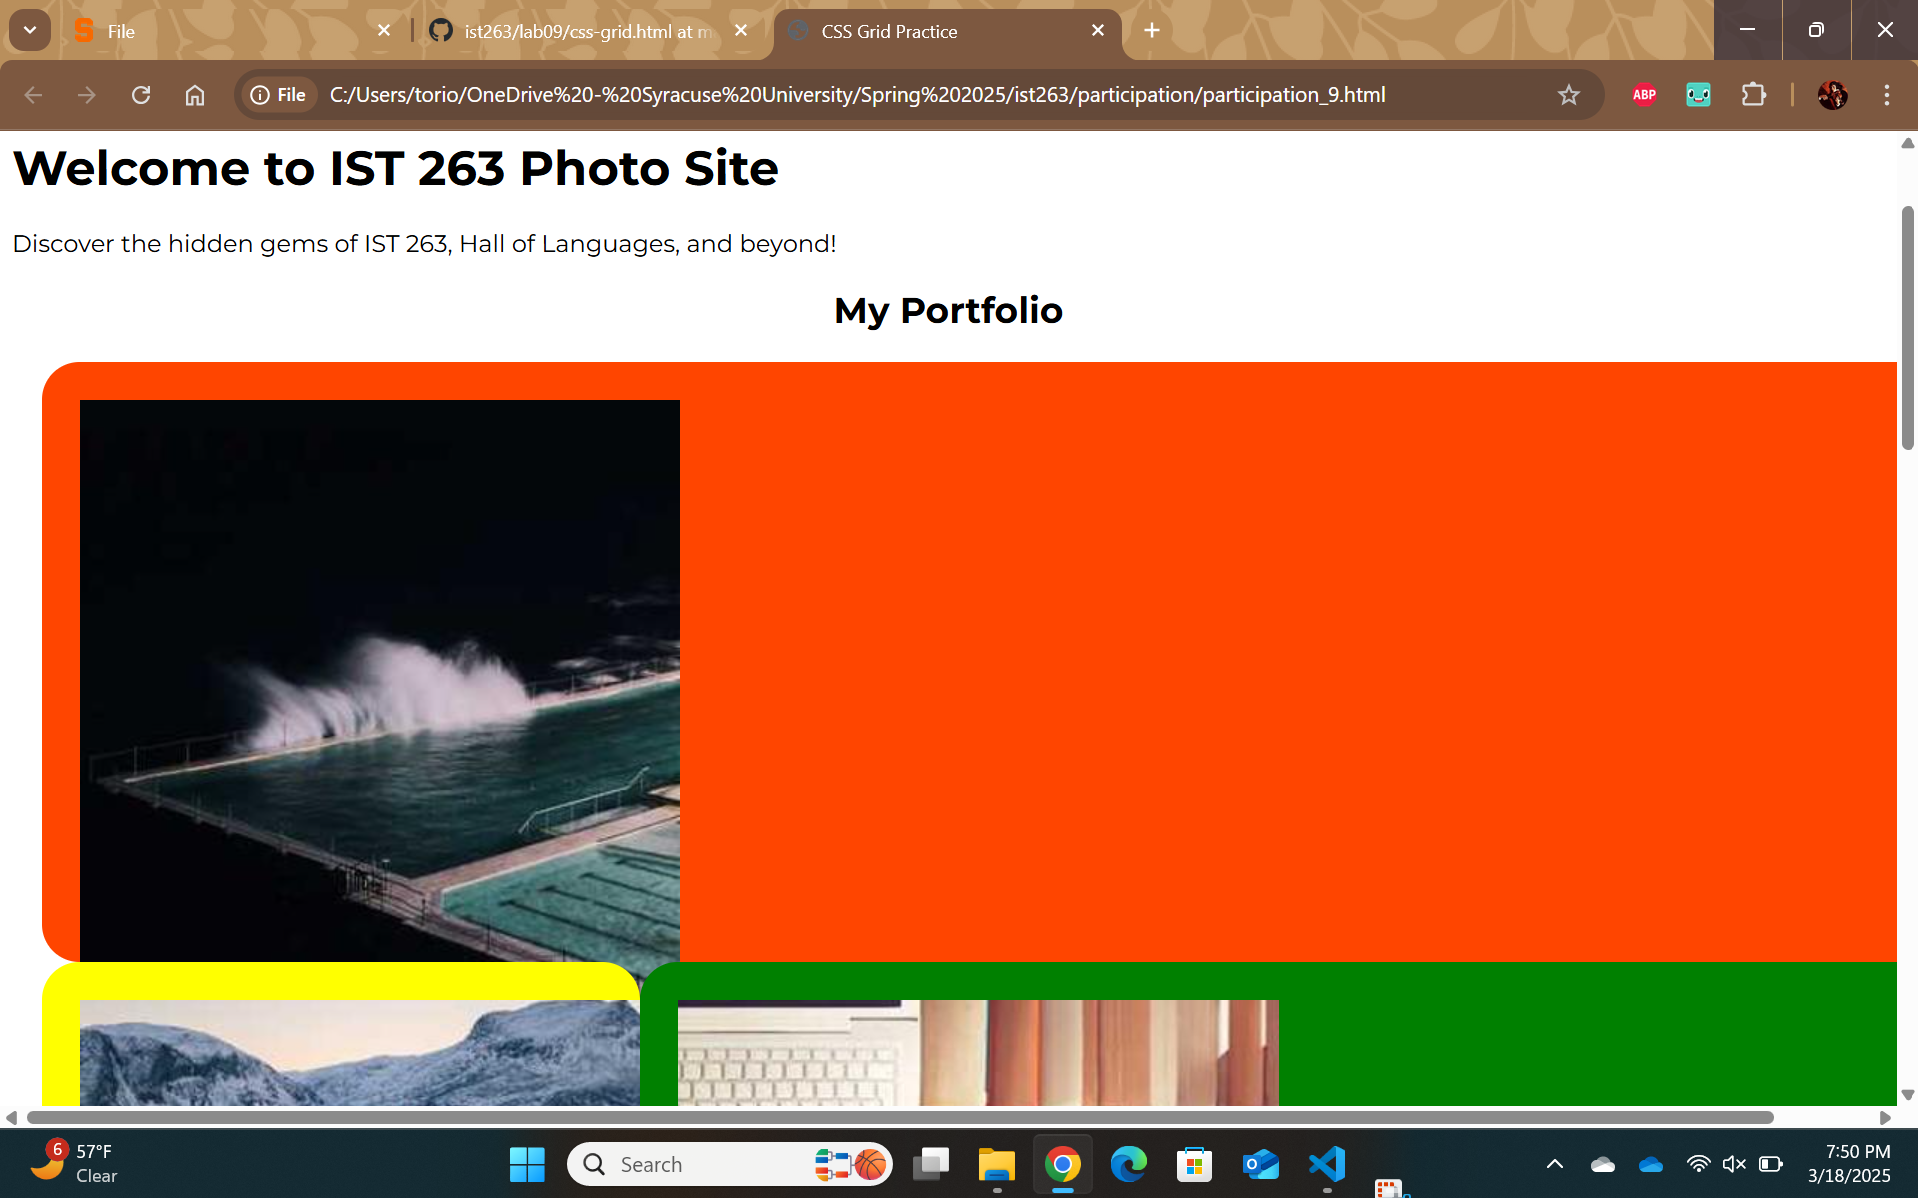 File
ist263/lab09/css-grid.html at m
CSS Grid Practice
File
C:/Users/torio/OneDrive%20-%20Syracuse%20University/Spring%202025/ist263/participation/participation_9.html
ABP
Welcome to IST 263 Photo Site
Discover the hidden gems of IST 263, Hall of Languages, and beyond!
My Portfolio
6
57°F
Clear
Search
7:50 PM
3/18/2025